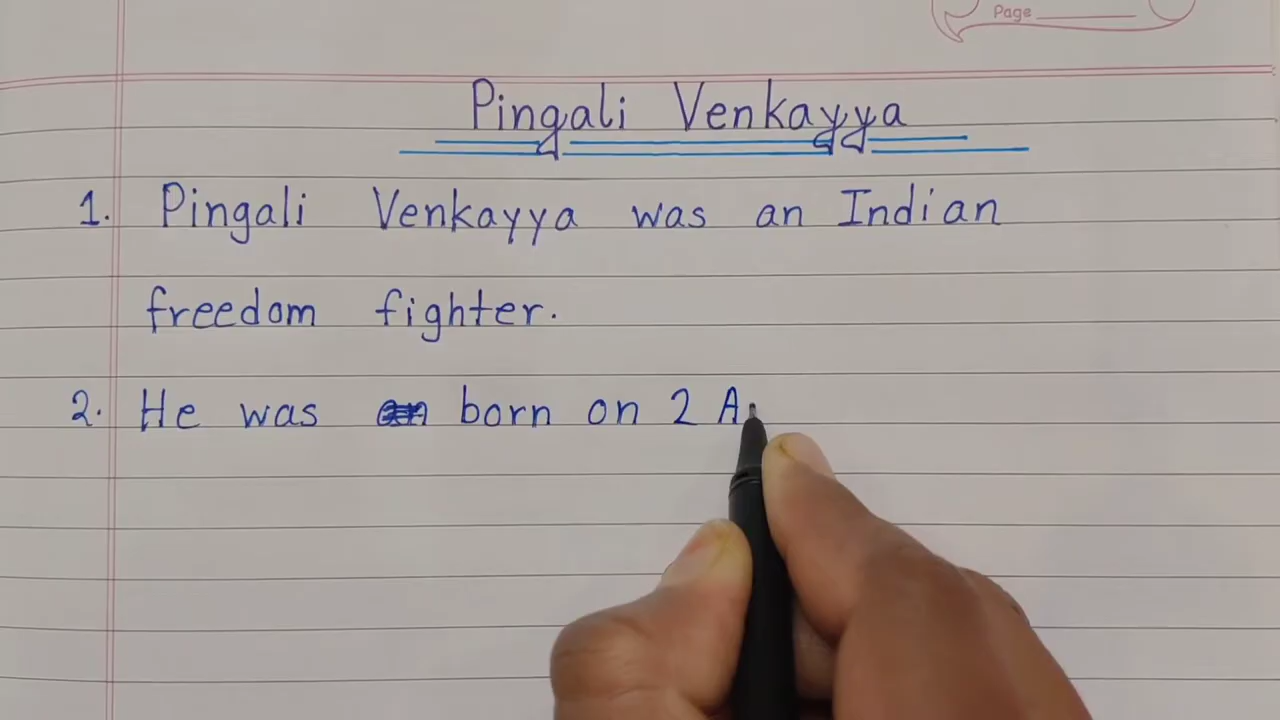 Page
Pingali Venkayya
1. Pingali Venkayya was an Indian
freedom fighter.
2. He was born on 2 A